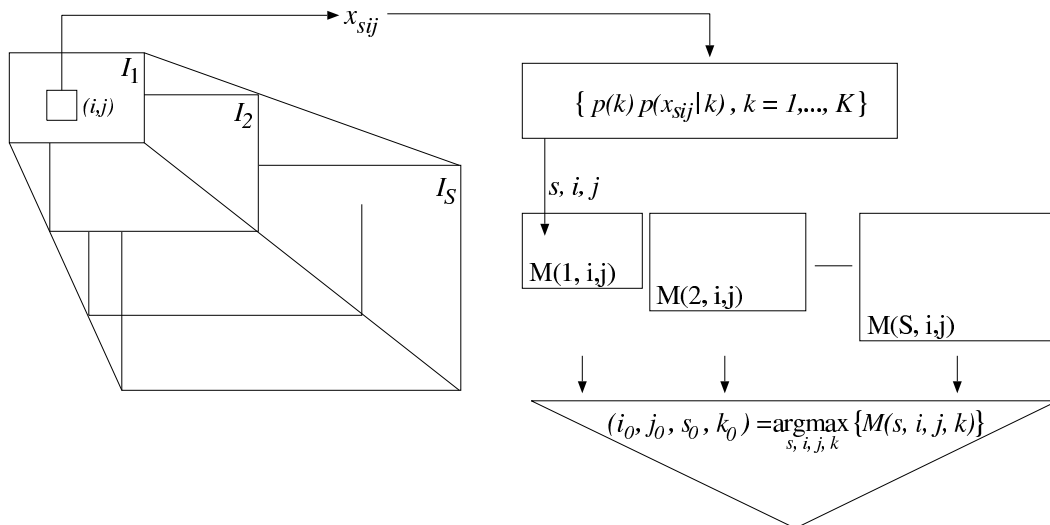 x_sij
I_1
(i,j)
I_2
I_S
{ p(k) p(x_sij|k) , k = 1,..., K}
s, i, j
M(1, i,j)
M(2, i,j)
M(S, i,j)
(i_0, j_0, s_0, k_0) =argmax{M(s, i, j, k)}
s, i, j, k